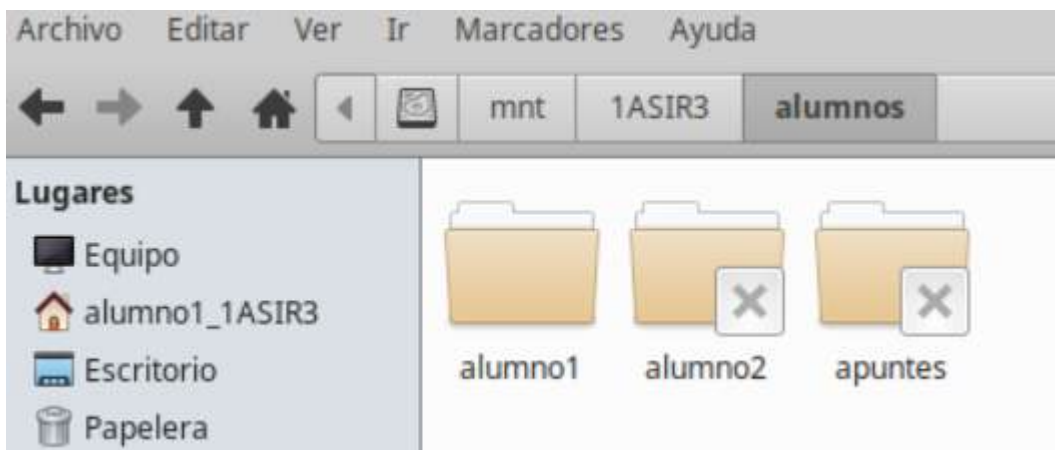 Archivo Editar Ver Ir Marcadores Ayuda
mnt 1ASIR3 alumnos
Lugares
Equipo
alumno1_1ASIR3
Escritorio
Papelera
alumno1 alumno2 apuntes